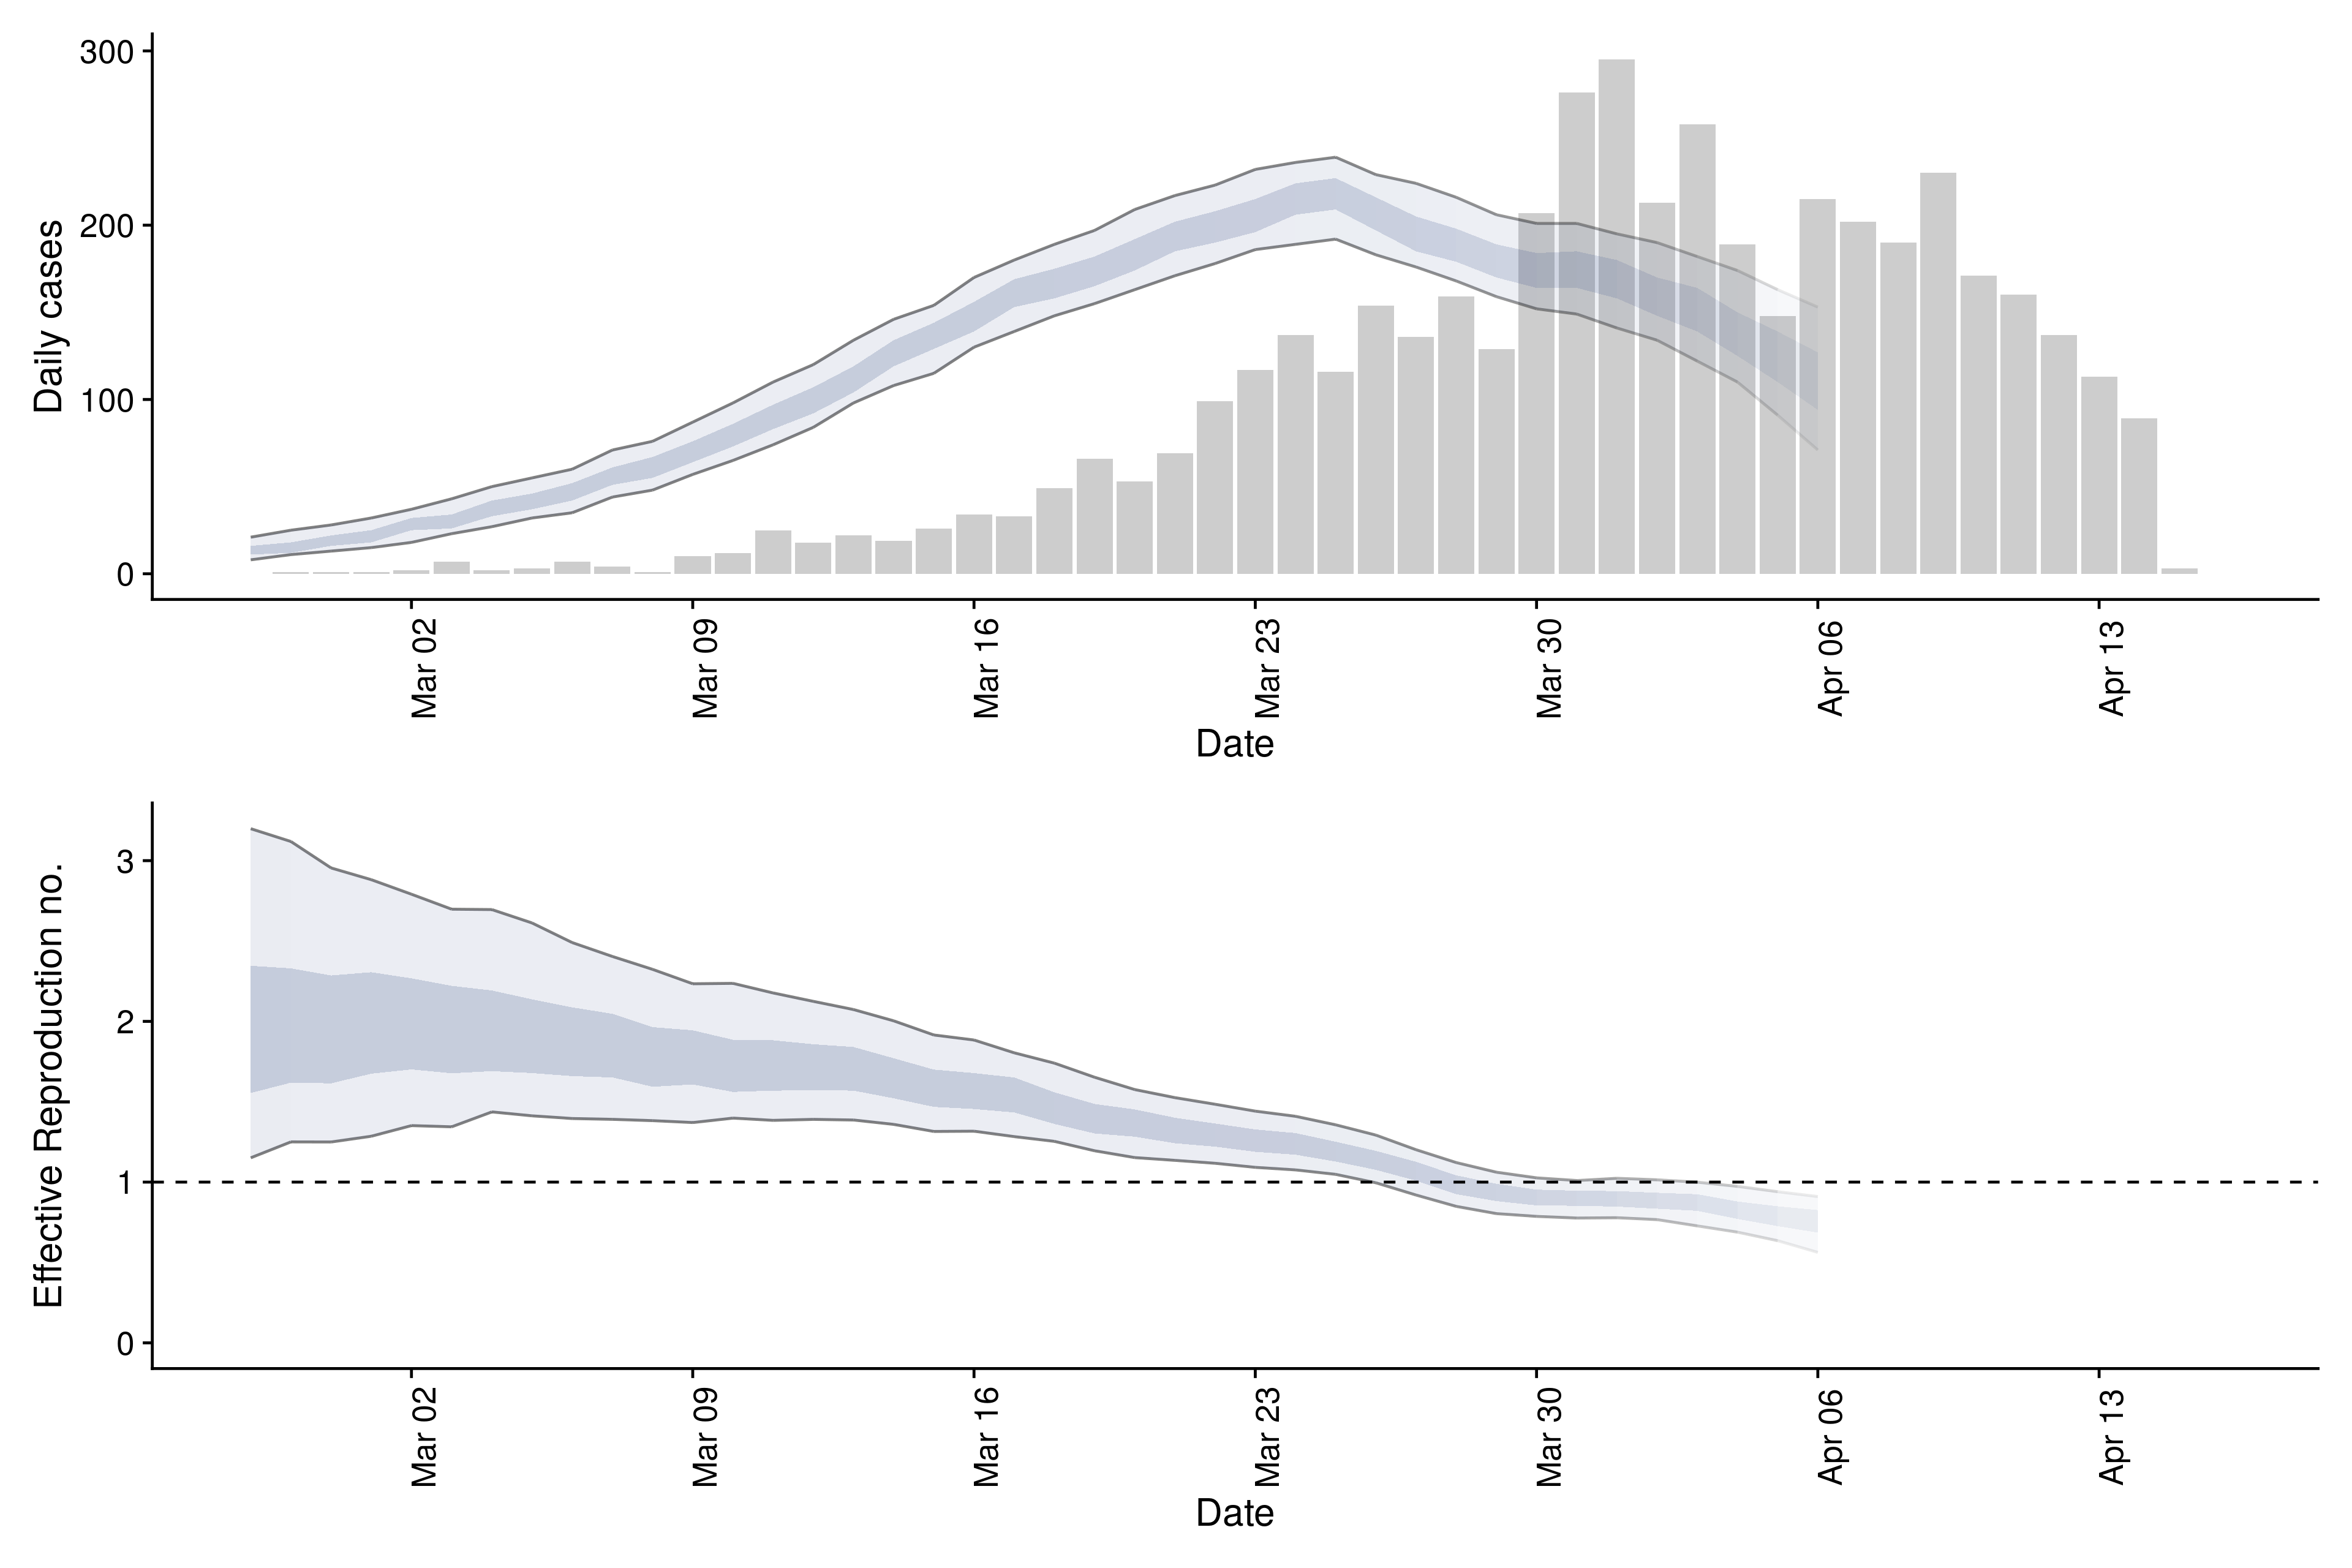 300
200
100
0
Daily cases
Mar 02
Mar 09
Mar 16
Mar 23
Mar 30
Apr 06
Apr 13
Date
3
2
1
0
Effective Reproduction no.
Mar 02
Mar 09
Mar 16
Mar 23
Mar 30
Apr 06
Apr 13
Date